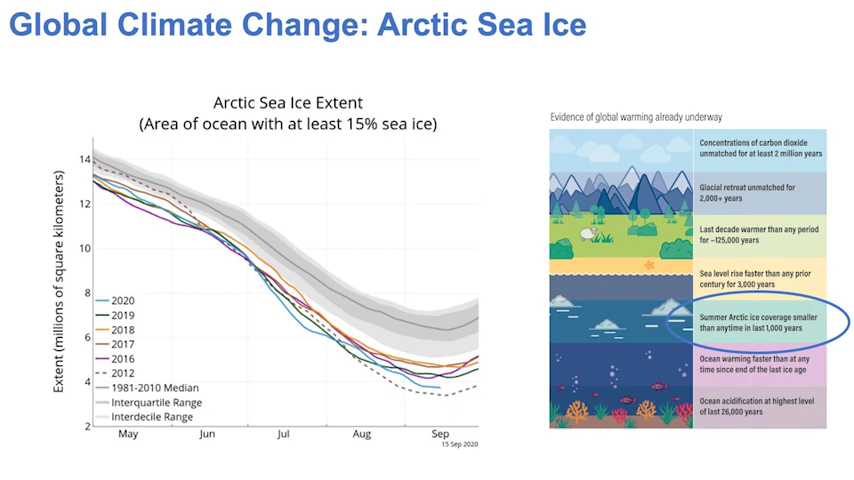 Global Climate Change: Arctic Sea Ice
Arctic Sea Ice Extent
(Area of ocean with at least 15% sea ice)
Extent (millions of square kilometers)
14
12
10
8
6
4
2
2020
2019
2018
2017
2016
2012
1981-2010 Median
Interquartile Range
Interdecile Range
May
Jun
Jul
Aug
Sep
15 Sep 2020
Evidence of global warming already underway
Concentrations of carbon dioxide
unmatched for at least 2 million years
Glacial retreat unmatched for
2,000+ years
Last decade warmer than any period
for ~125,000 years
Sea level rise faster than any prior
century for 3,000 years
Summer Arctic ice coverage smaller
than anytime in last 1,000 years
Ocean warming faster than at any
time since end of the last ice age
Ocean acidification at highest level
of last 26,000 years